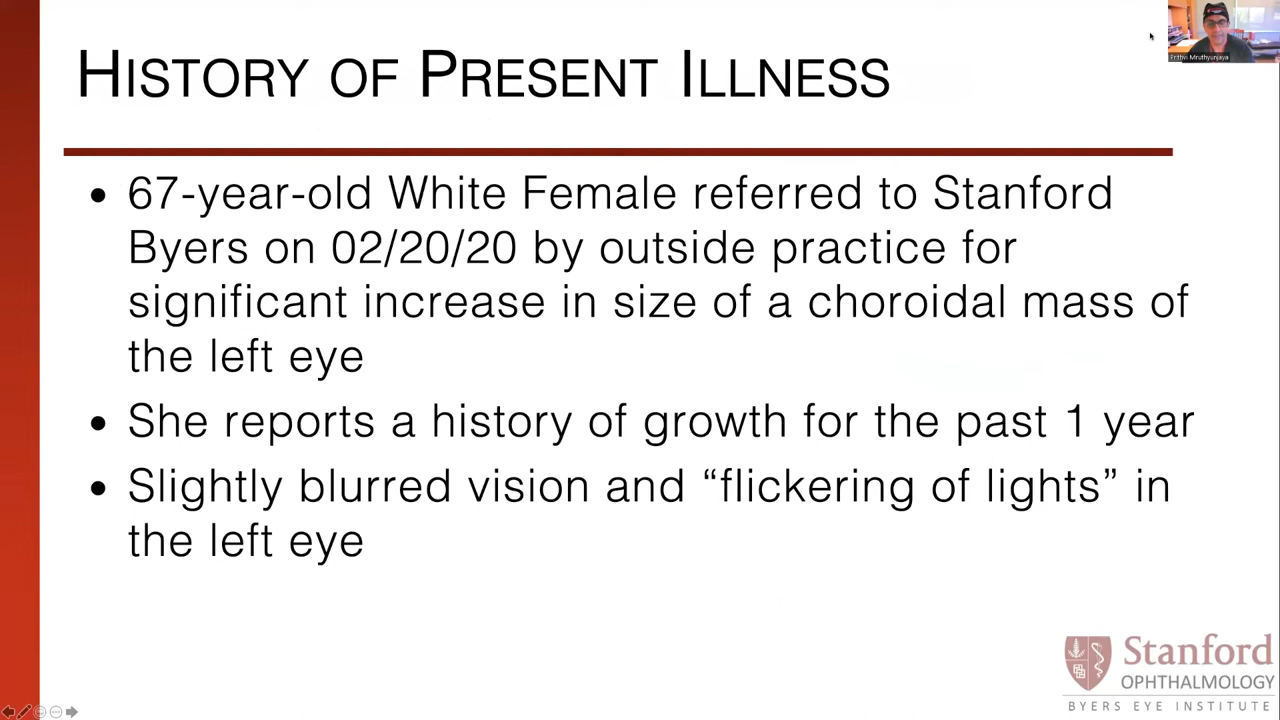 Prithvi Mruthyunjaya
HISTORY OF PRESENT ILLNESS
• 67-year-old White Female referred to Stanford
Byers on 02/20/20 by outside practice for
significant increase in size of a choroidal mass of
the left eye
• She reports a history of growth for the past 1 year
• Slightly blurred vision and “flickering of lights” in
the left eye
Stanford
OPHTHALMOLOGY
BYERS EYE INSTITUTE